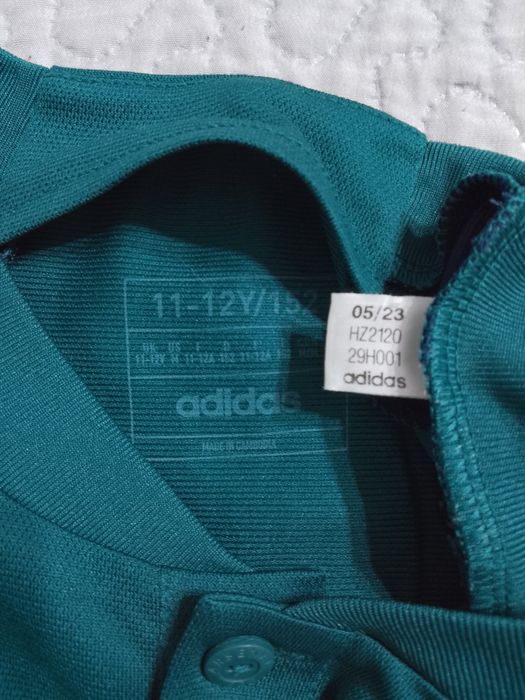 11-12Y/152
adidas
MADE IN CAMBODIA
05/23
HZ2120
29H001
adidas